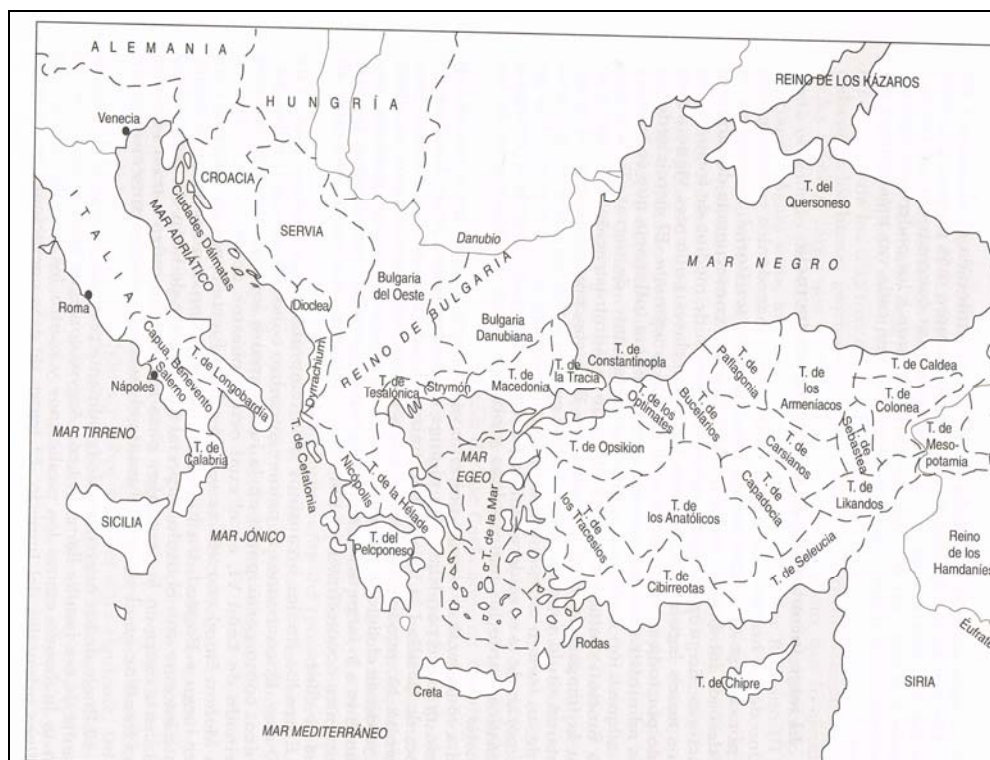 ALEMANIA
HUNGRÍA
REINO DE LOS KÁZAROS
Venecia
CROACIA
Ciudades Dálmatas
MAR ADRIÁTICO
ITALIA
SERVIA
Danubio
T. del
Quersoneso
MAR NEGRO
Bulgaria
del Oeste
REINO DE BULGARIA
Bulgaria
Danubiana
(Dioclea)
Roma
Capua, Benevento
y Salerno
T. de Longobardia
Nápoles
T. de
Calabria
Dyrrachium
T. de
Tesalónica
Strymón
T. de
Macedonia
T. de
la Tracia
T. de
Constantinopla
T. de los
Optimates
T. de
Bucelarios
T. de
Paflagonia
T. de
los
Armeniacos
T. de Caldea
T. de
Colonea
T. de
Sebastea
T. de
Meso-
potamia
MAR TIRRENO
T. de Cefalonia
Nicópolis
T. de la Hélade
MAR
EGEO
T. de la Mar
T. de Opsikion
T. de
los Tracesios
T. de
los Anatólicos
T. de
Capadocia
T. de
Carsianos
T. de
Likandos
SICILIA
MAR JÓNICO
T. del
Pelcponeso
T. de
Cibirreotas
T. de Seleucia
Reino
de los
Hamdaníes
Éufrate
Rodas
Creta
T. de Chipre
SIRIA
MAR MEDITERRÁNEO